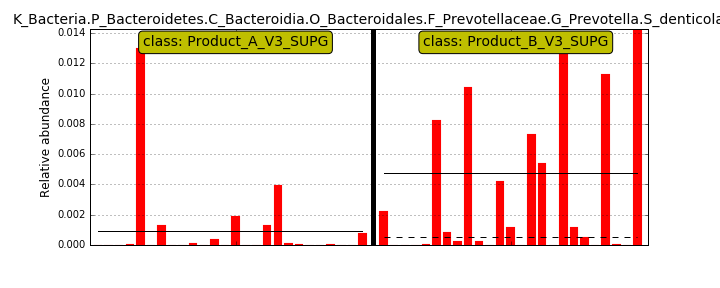 K_Bacteria.P_Bacteroidetes.C_Bacteroidia.O_Bacteroidales.F_Prevotellaceae.G_Prevotella.S_denticola
class: Product_A_V3_SUPG
class: Product_B_V3_SUPG
Relative abundance
0.014
0.012
0.010
0.008
0.006
0.004
0.002
0.000